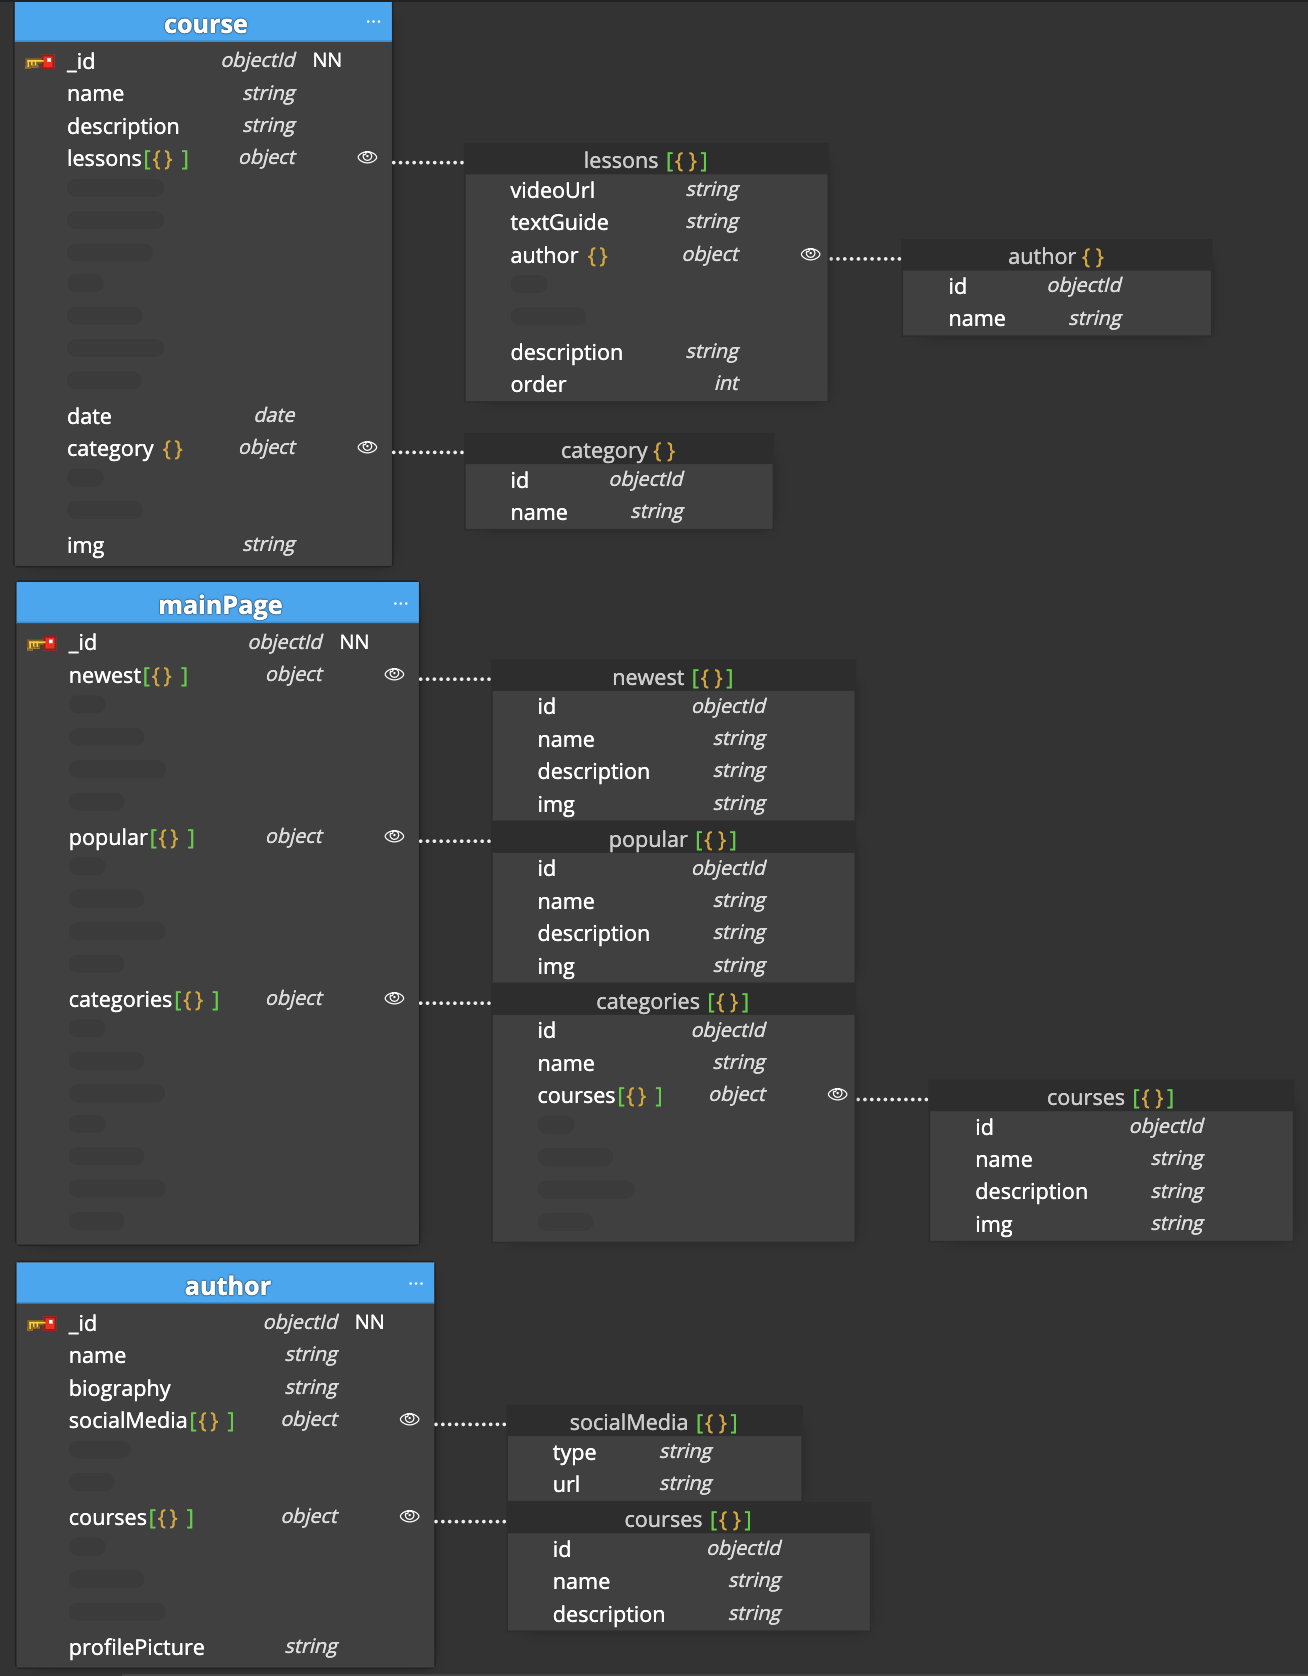 course ...
_id objectId NN
name string
description string
lessons[{} ] object
lessons [{}]
videoUrl string
textGuide string
author {} object
author {}
id objectId
name string
description string
order int
date date
category {} object
category {}
id objectId
name string
img string
mainPage ...
_id objectId NN
newest[{} ] object
newest [{}]
id objectId
name string
description string
img string
popular[{} ] object
popular [{}]
id objectId
name string
description string
img string
categories[{} ] object
categories [{}]
id objectId
name string
courses[{} ] object
courses [{}]
id objectId
name string
description string
img string
author ...
_id objectId NN
name string
biography string
socialMedia[{} ] object
socialMedia [{}]
type string
url string
courses[{} ] object
courses [{}]
id objectId
name string
description string
profilePicture string